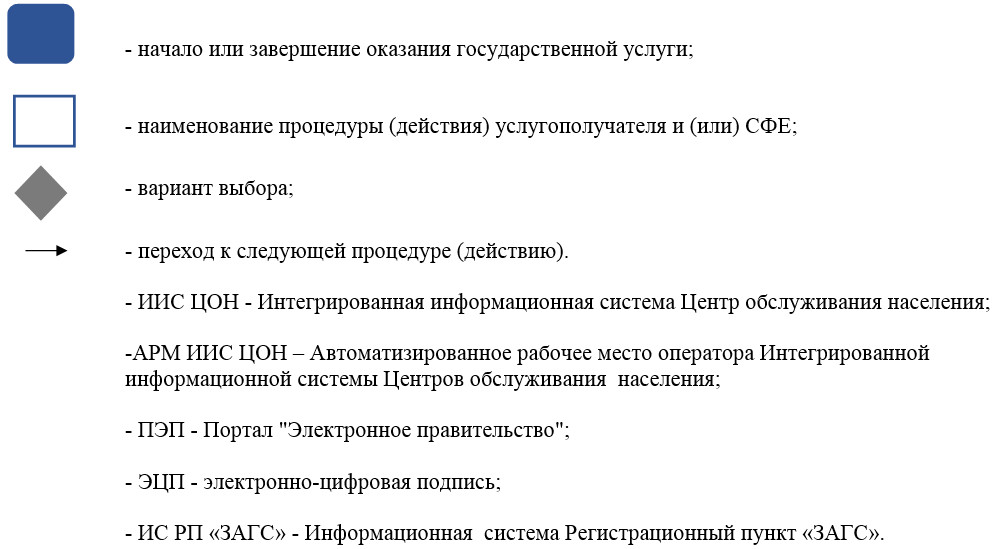 - начало или завершение оказания государственной услуги;
- наименование процедуры (действия) услугополучателя и (или) СФЕ;
- вариант выбора;
- переход к следующей процедуре (действию).
- ИИС ЦОН - Интегрированная информационная система Центр обслуживания населения;
-АРМ ИИС ЦОН – Автоматизированное рабочее место оператора Интегрированной
информационной системы Центров обслуживания  населения;
- ПЭП - Портал "Электронное правительство";
- ЭЦП - электронно-цифровая подпись;
- ИС РП «ЗАГС» - Информационная  система Регистрационный пункт «ЗАГС».